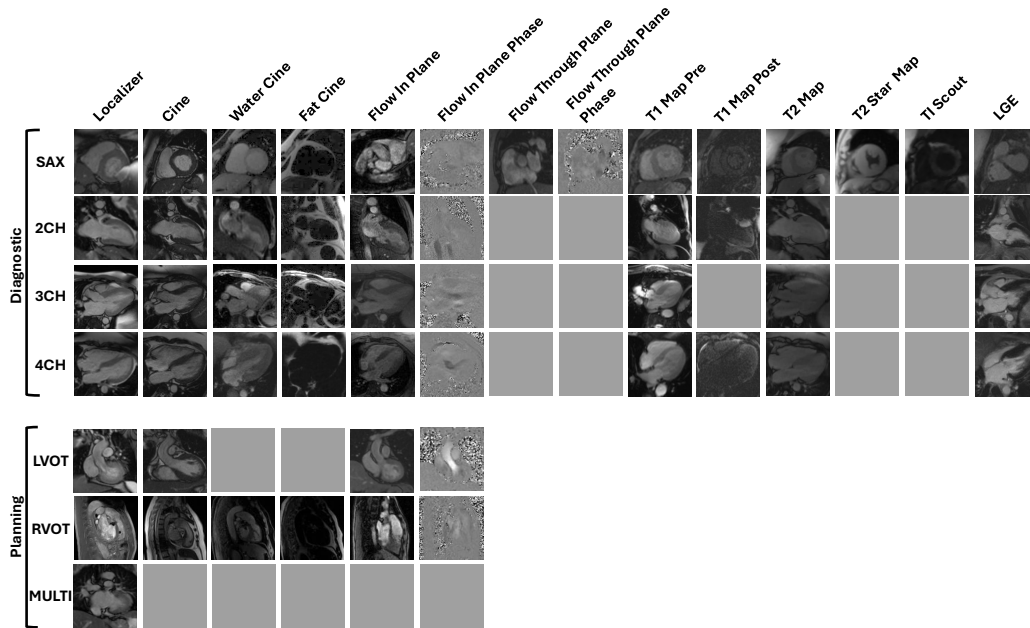 Localizer
Cine
Water Cine
Fat Cine
Flow In Plane
Flow In Plane Phase
Flow Through Plane
Flow Through Plane
Phase
T1 Map Pre
T1 Map Post
T2 Map
T2 Star Map
TI Scout
LGE
Diagnostic
SAX
2CH
3CH
4CH
Planning
LVOT
RVOT
MULTI